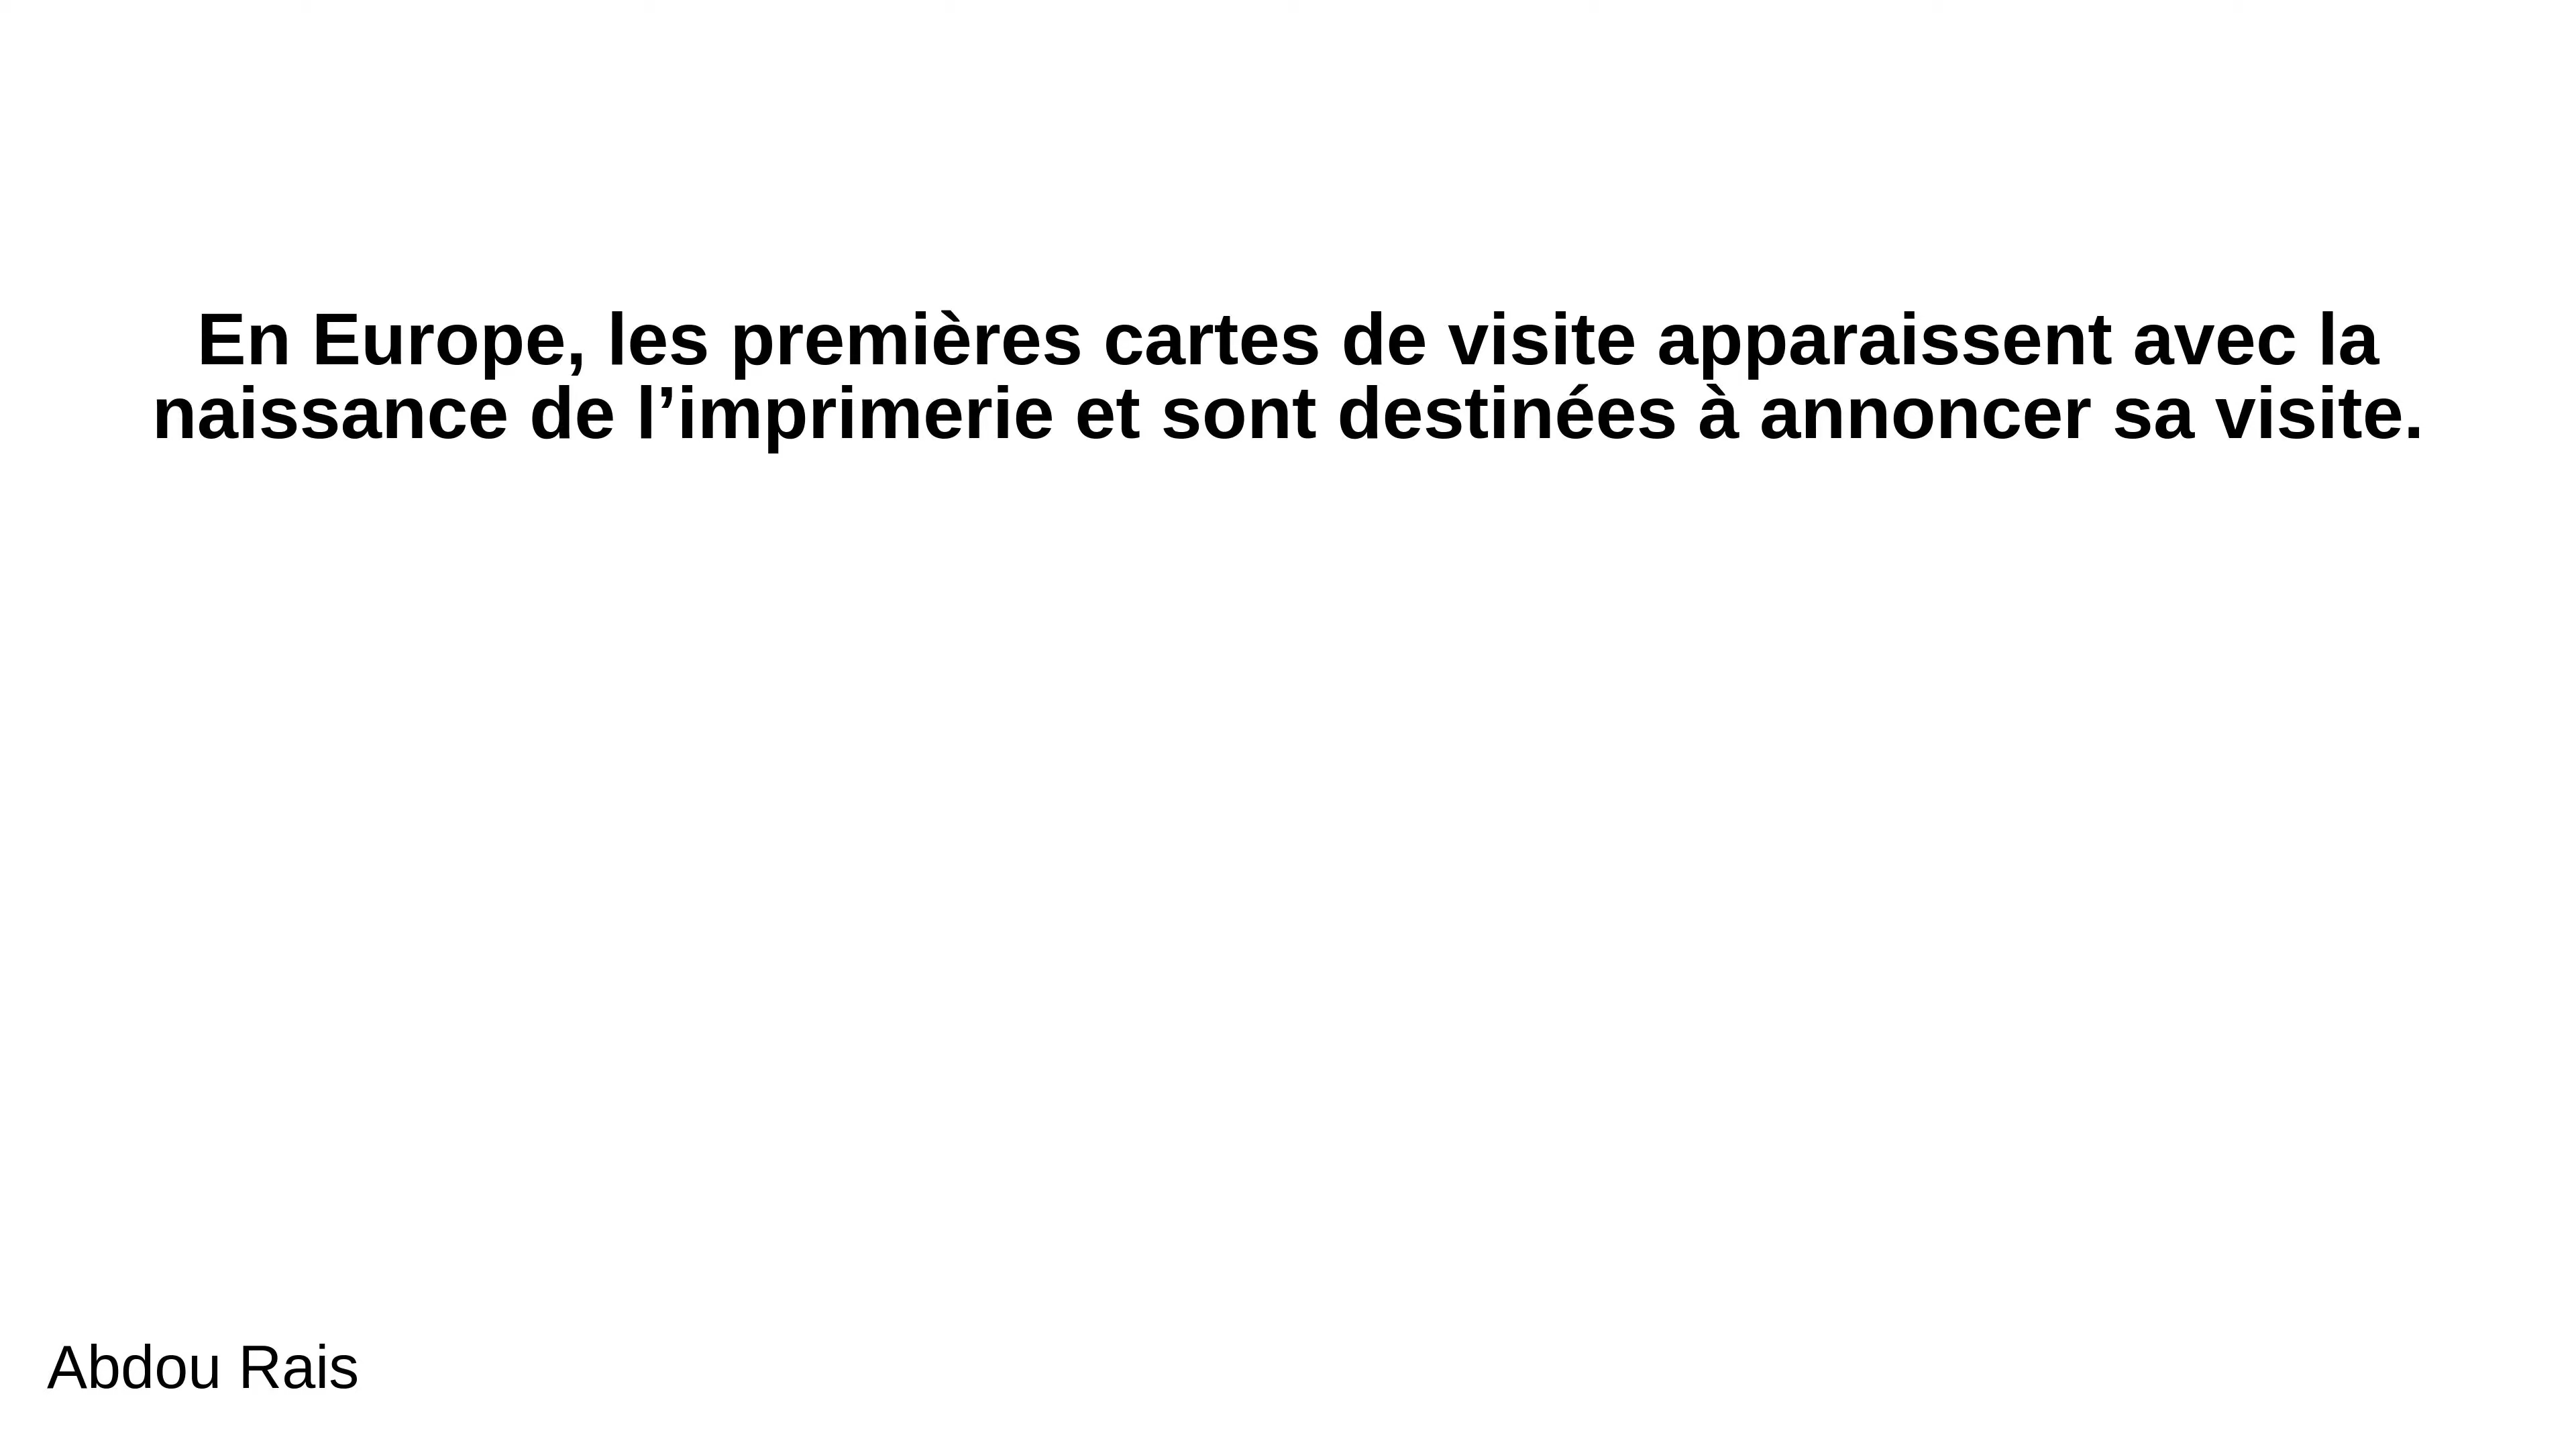 En Europe, les premières cartes de visite apparaissent avec la
naissance de l’imprimerie et sont destinées à annoncer sa visite.
Abdou Rais